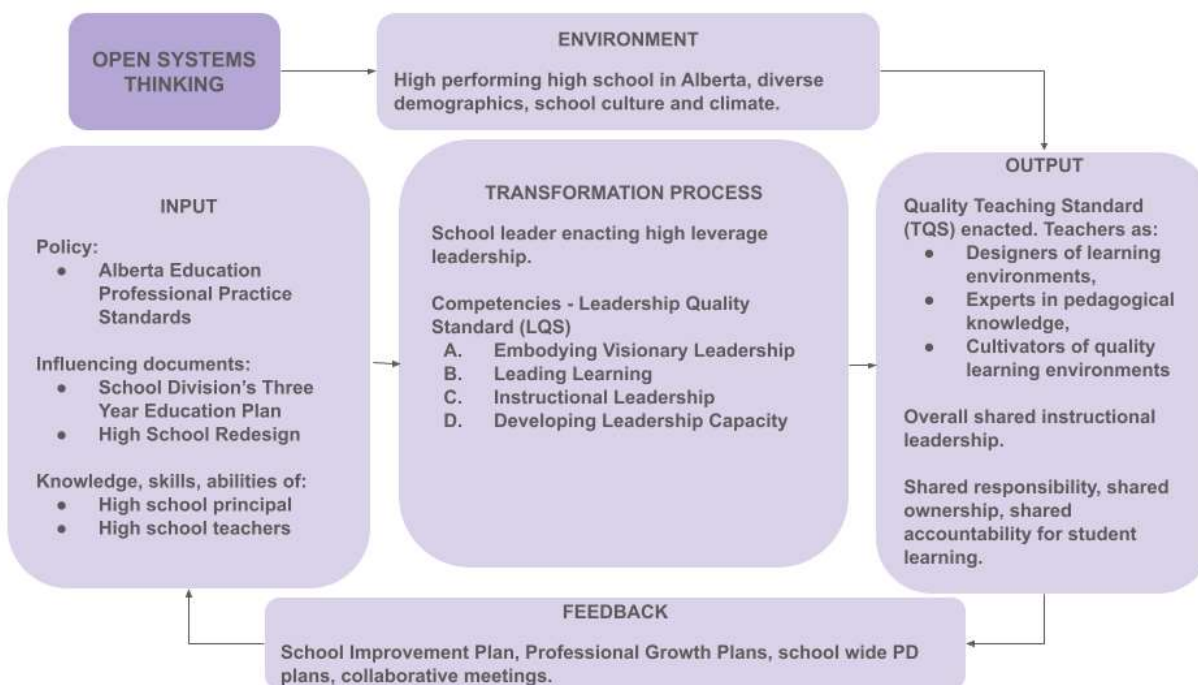 OPEN SYSTEMS
THINKING
ENVIRONMENT
High performing high school in Alberta, diverse
demographics, school culture and climate.
INPUT
Policy:
● Alberta Education
Professional Practice
Standards
Influencing documents:
● School Division's Three
Year Education Plan
● High School Redesign
Knowledge, skills, abilities of:
● High school principal
● High school teachers
TRANSFORMATION PROCESS
School leader enacting high leverage
leadership.
Competencies - Leadership Quality
Standard (LQS)
A. Embodying Visionary Leadership
B. Leading Learning
C. Instructional Leadership
D. Developing Leadership Capacity
OUTPUT
Quality Teaching Standard
(TQS) enacted. Teachers as:
● Designers of learning
environments,
● Experts in pedagogical
knowledge,
● Cultivators of quality
learning environments
Overall shared instructional
leadership.
Shared responsibility, shared
ownership, shared
accountability for student
learning.
FEEDBACK
School Improvement Plan, Professional Growth Plans, school wide PD
plans, collaborative meetings.